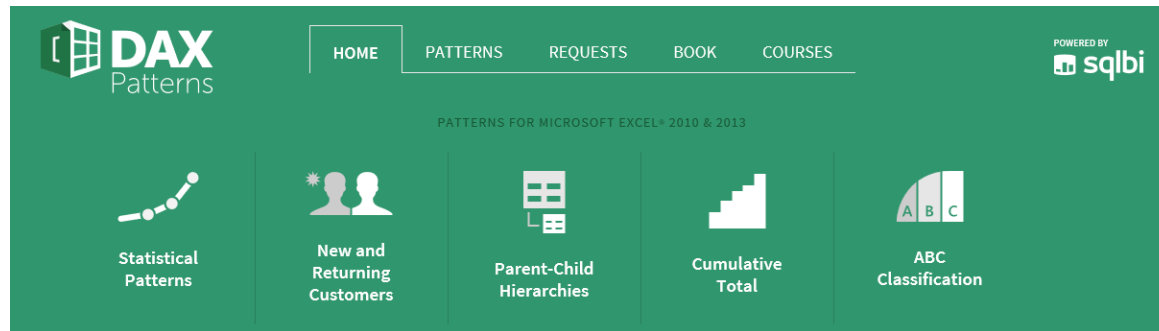 DAX
Patterns
HOME
PATTERNS
REQUESTS
BOOK
COURSES
POWERED BY
sqlbi
PATTERNS FOR MICROSOFT EXCEL® 2010 & 2013
Statistical
Patterns
New and
Returning
Customers
Parent-Child
Hierarchies
Cumulative
Total
A B C
ABC
Classification